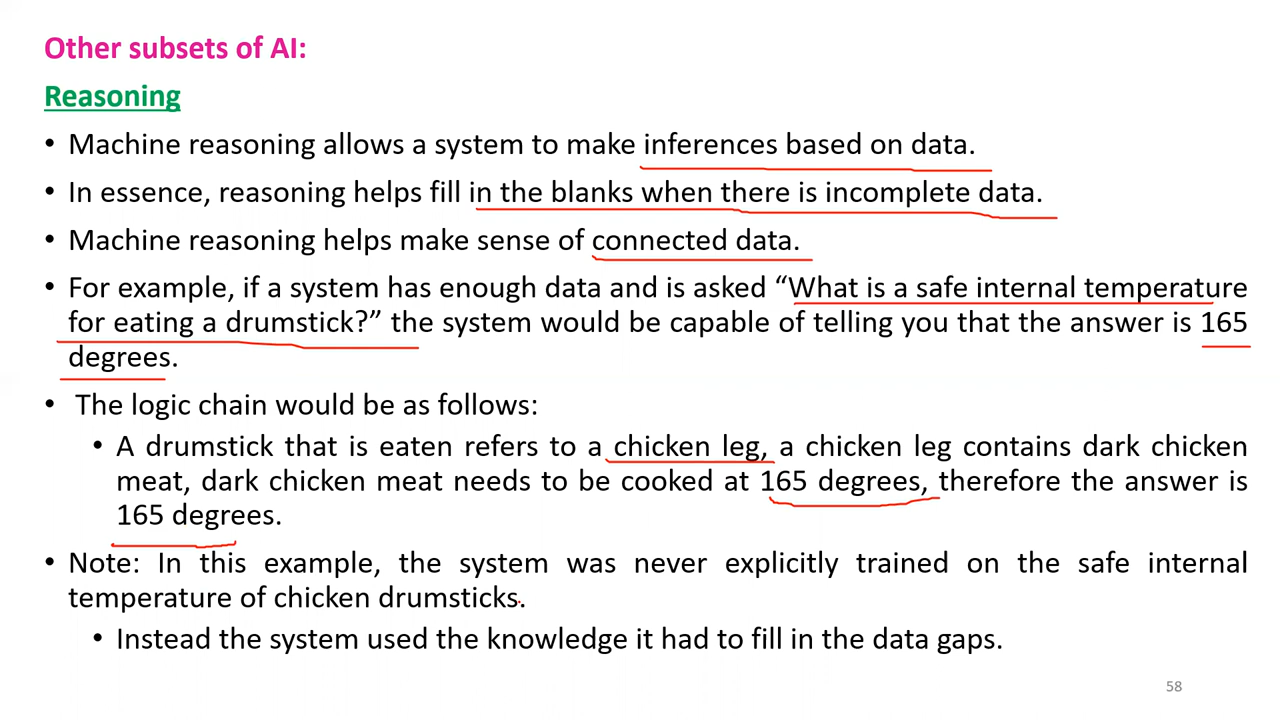 Other subsets of AI:
Reasoning
• Machine reasoning allows a system to make inferences based on data.
• In essence, reasoning helps fill in the blanks when there is incomplete data.
• Machine reasoning helps make sense of connected data.
• For example, if a system has enough data and is asked “What is a safe internal temperature
for eating a drumstick?” the system would be capable of telling you that the answer is 165
degrees.
• The logic chain would be as follows:
• A drumstick that is eaten refers to a chicken leg, a chicken leg contains dark chicken
meat, dark chicken meat needs to be cooked at 165 degrees, therefore the answer is
165 degrees.
• Note: In this example, the system was never explicitly trained on the safe internal
temperature of chicken drumsticks.
• Instead the system used the knowledge it had to fill in the data gaps.
58